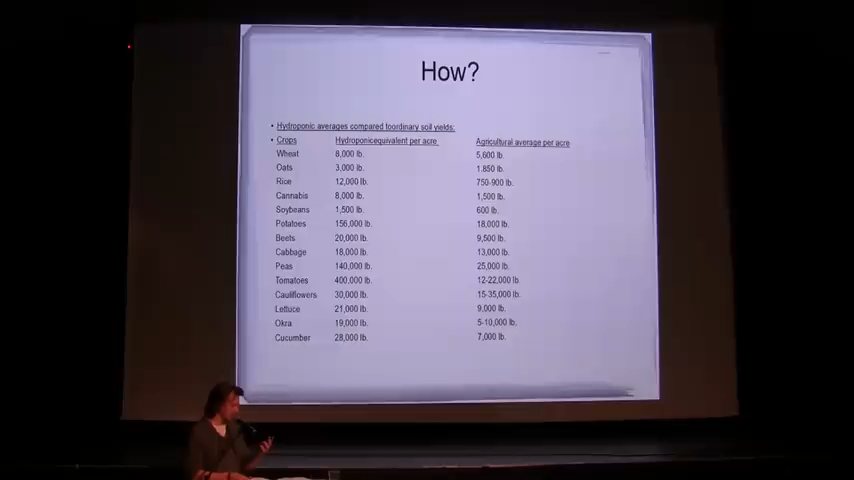 How?
• Hydroponic averages compared toordinary soil yields:
• Crops Hydroponicequivalent per acre Agricultural average per acre
Wheat 8,000 lb. 5,600 lb.
Oats 3,000 lb. 1,850 lb.
Rice 12,000 lb. 750-900 lb.
Cannabis 8,000 lb. 1,500 lb.
Soybeans 1,500 lb. 600 lb.
Potatoes 156,000 lb. 18,000 lb.
Beets 20,000 lb. 9,500 lb.
Cabbage 18,000 lb. 13,000 lb.
Peas 140,000 lb. 25,000 lb.
Tomatoes 400,000 lb. 12-22,000 lb.
Cauliflowers 30,000 lb. 15-35,000 lb.
Lettuce 21,000 lb. 9,000 lb.
Okra 19,000 lb. 5-10,000 lb.
Cucumber 28,000 lb. 7,000 lb.